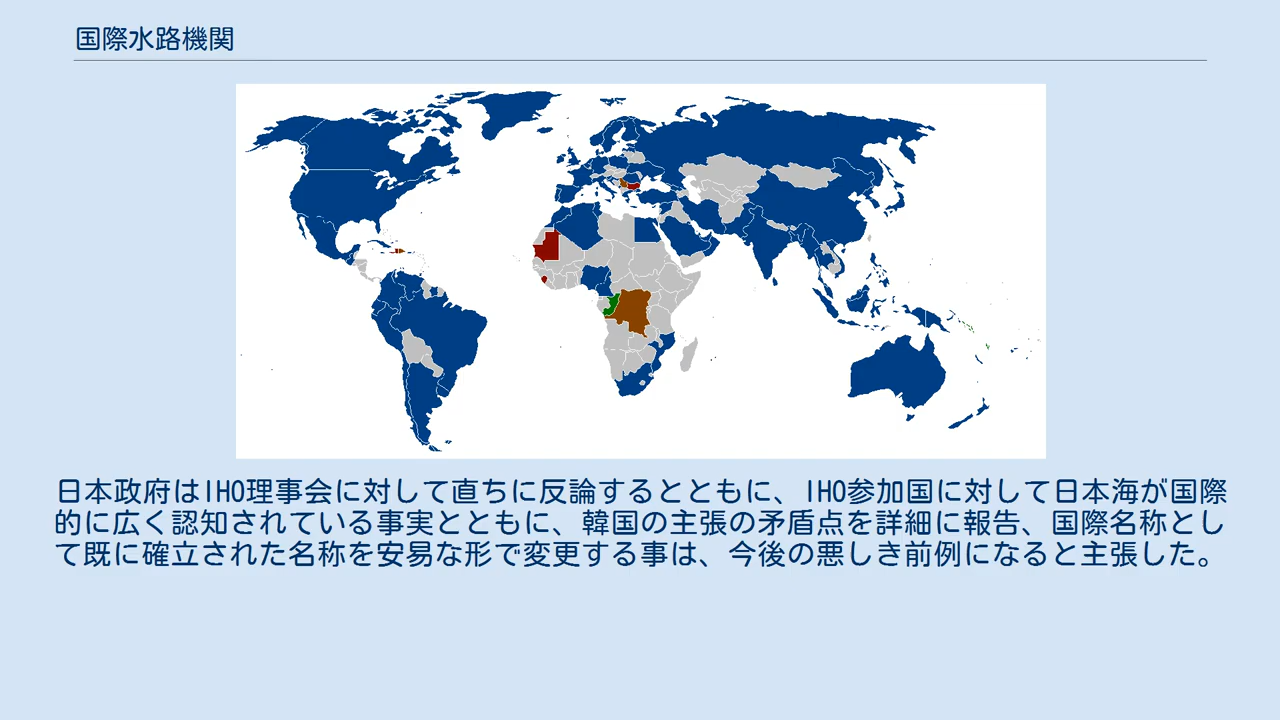 国際水路機関
日本政府はIHO理事会に対して直ちに反論するとともに、IHO参加国に対して日本海が国際
的に広く認知されている事実とともに、韓国の主張の矛盾点を詳細に報告、国際名称とし
て既に確立された名称を安易な形で変更する事は、今後の悪しき前例になると主張した。